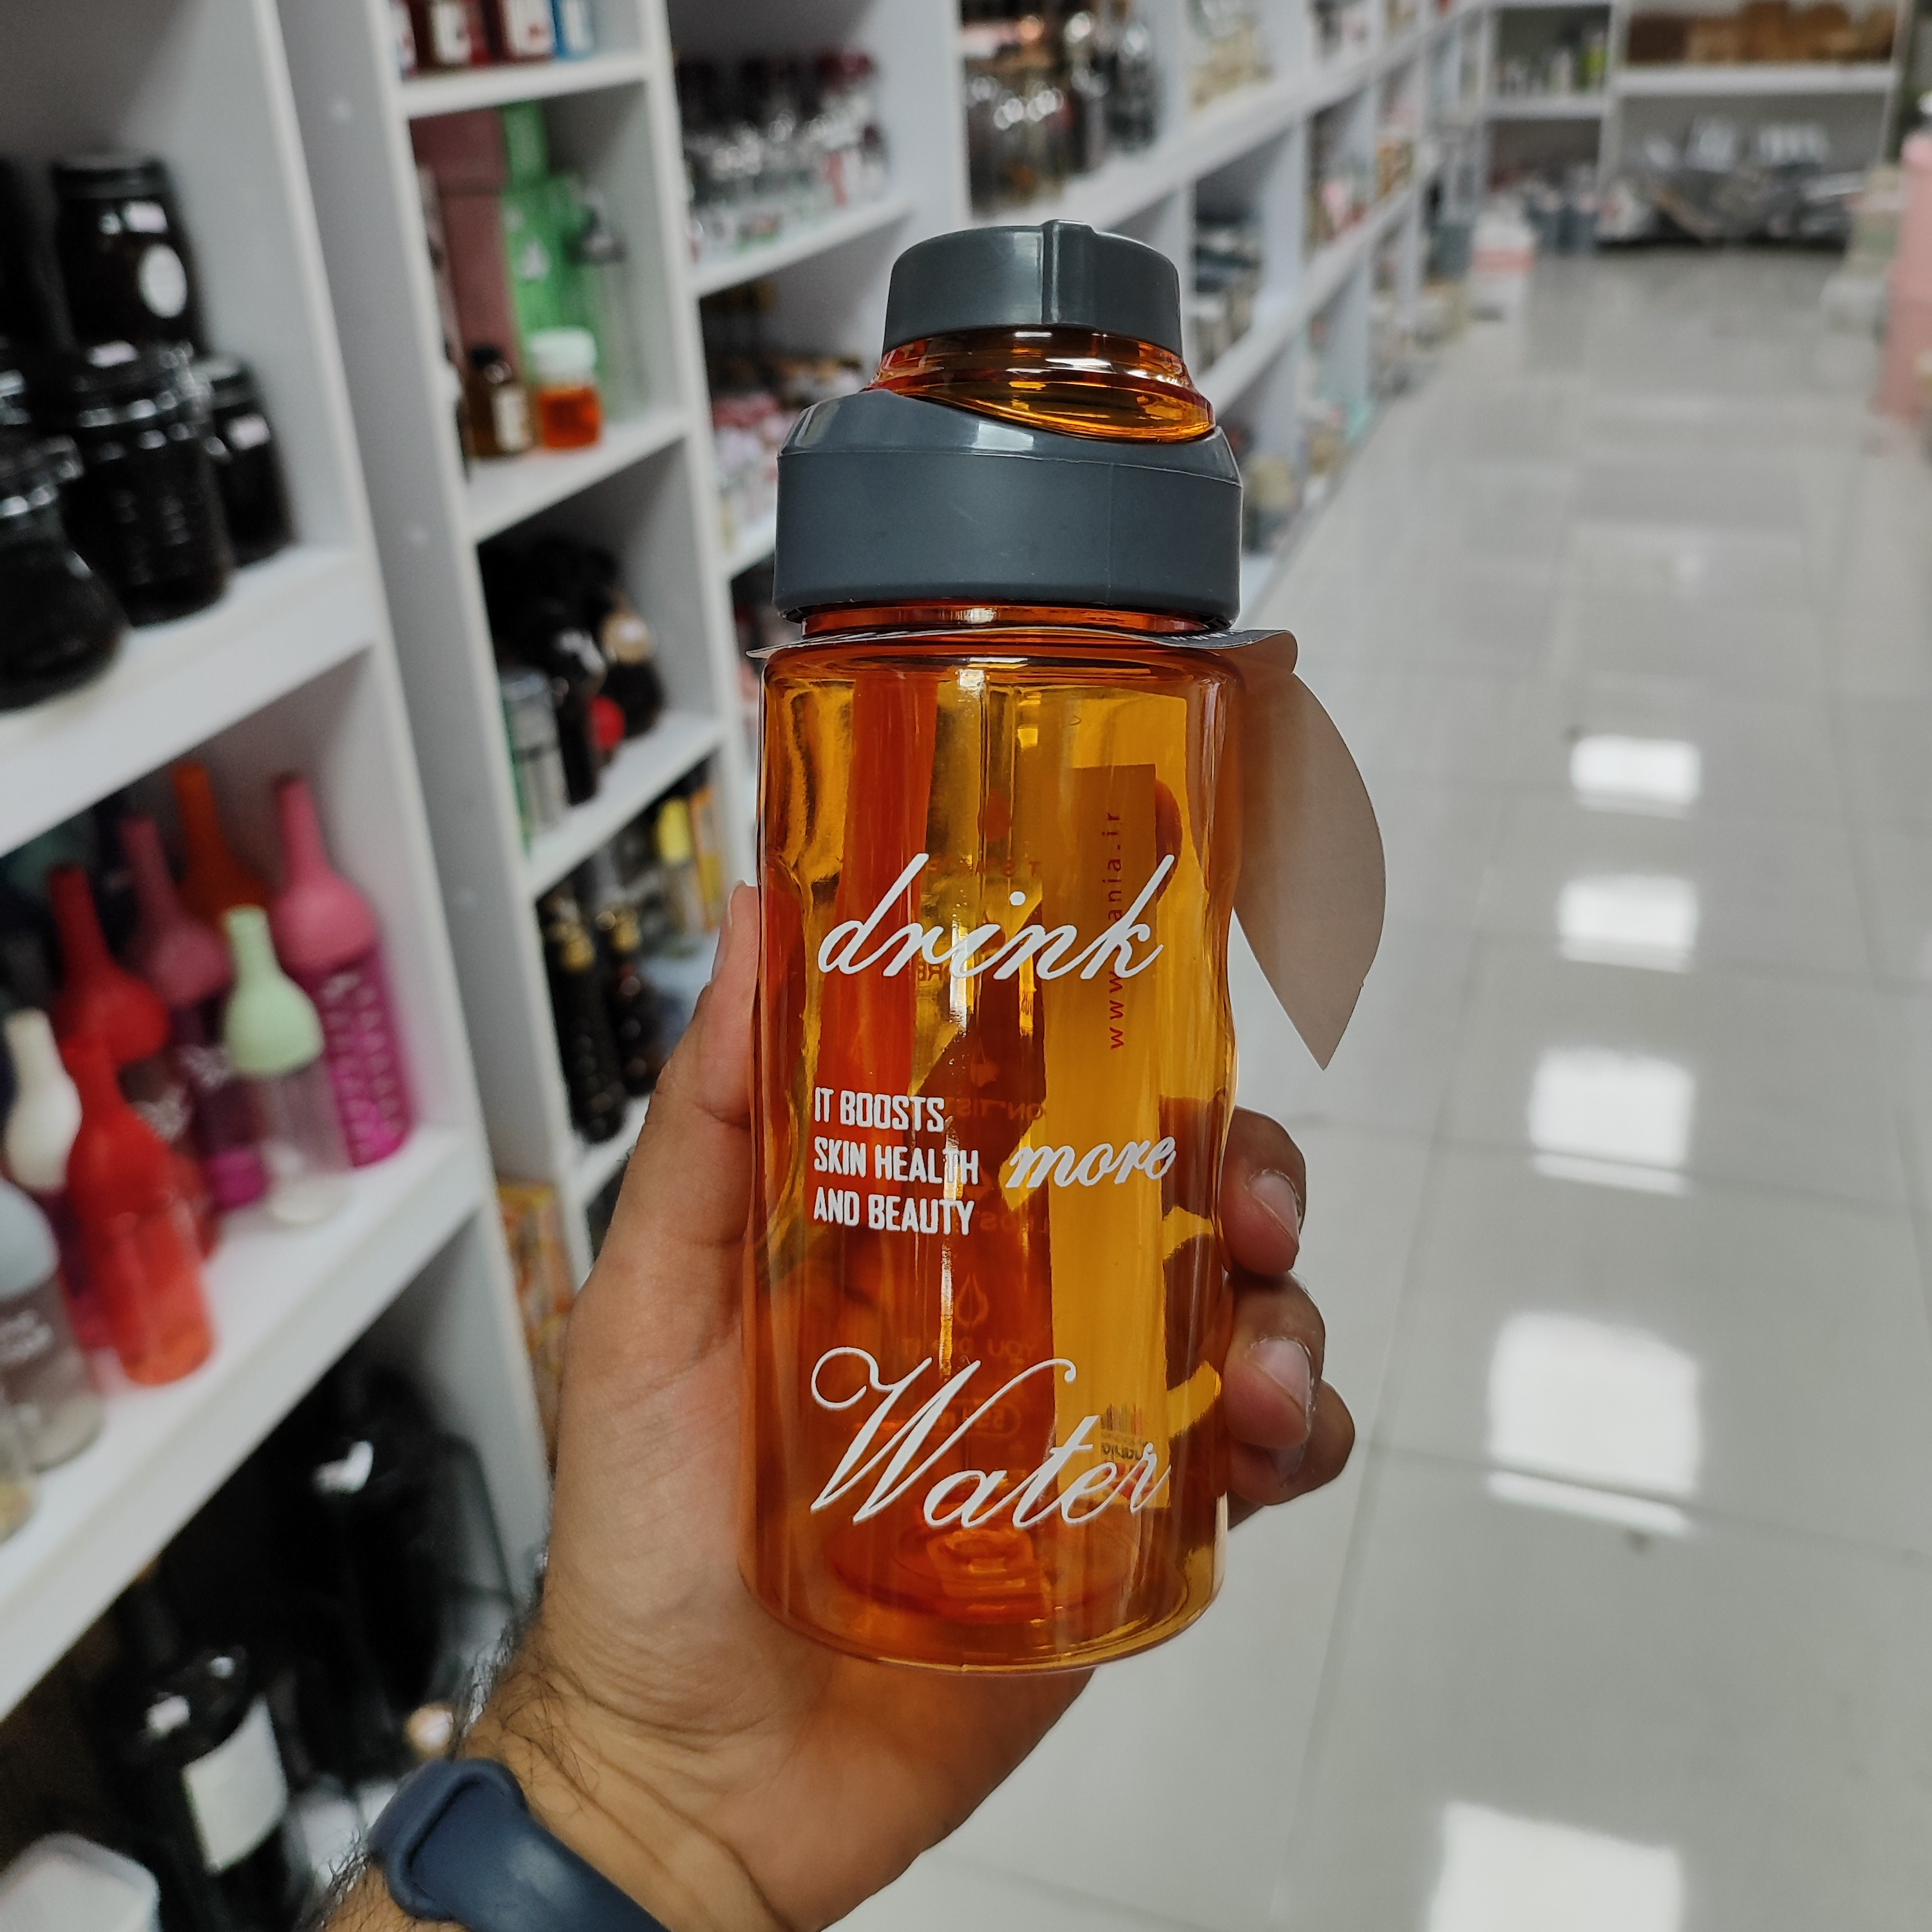 drink
IT BOOSTS
SKIN HEALTH
AND BEAUTY
more
Water